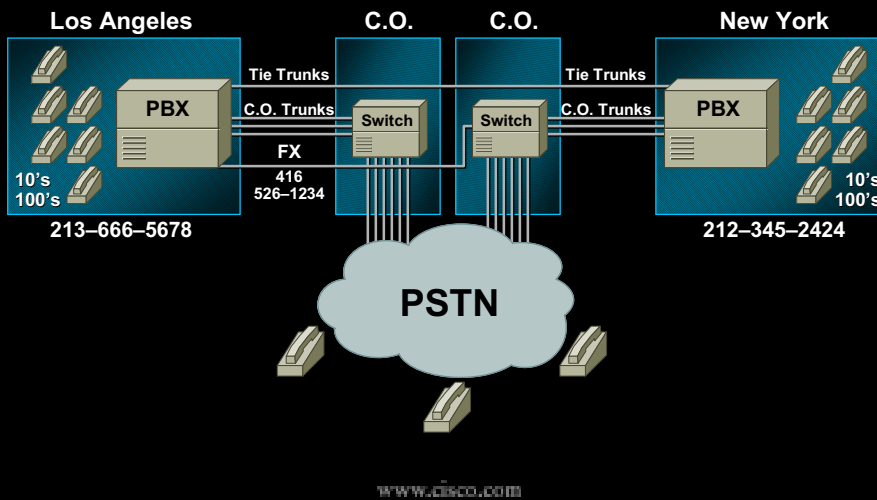 Los Angeles
C.O.
C.O.
New York
Tie Trunks
Tie Trunks
PBX
C.O. Trunks
Switch
Switch
C.O. Trunks
PBX
FX
416
526–1234
10's
100's
10's
100's
213–666–5678
212–345–2424
PSTN
www.cisco.com